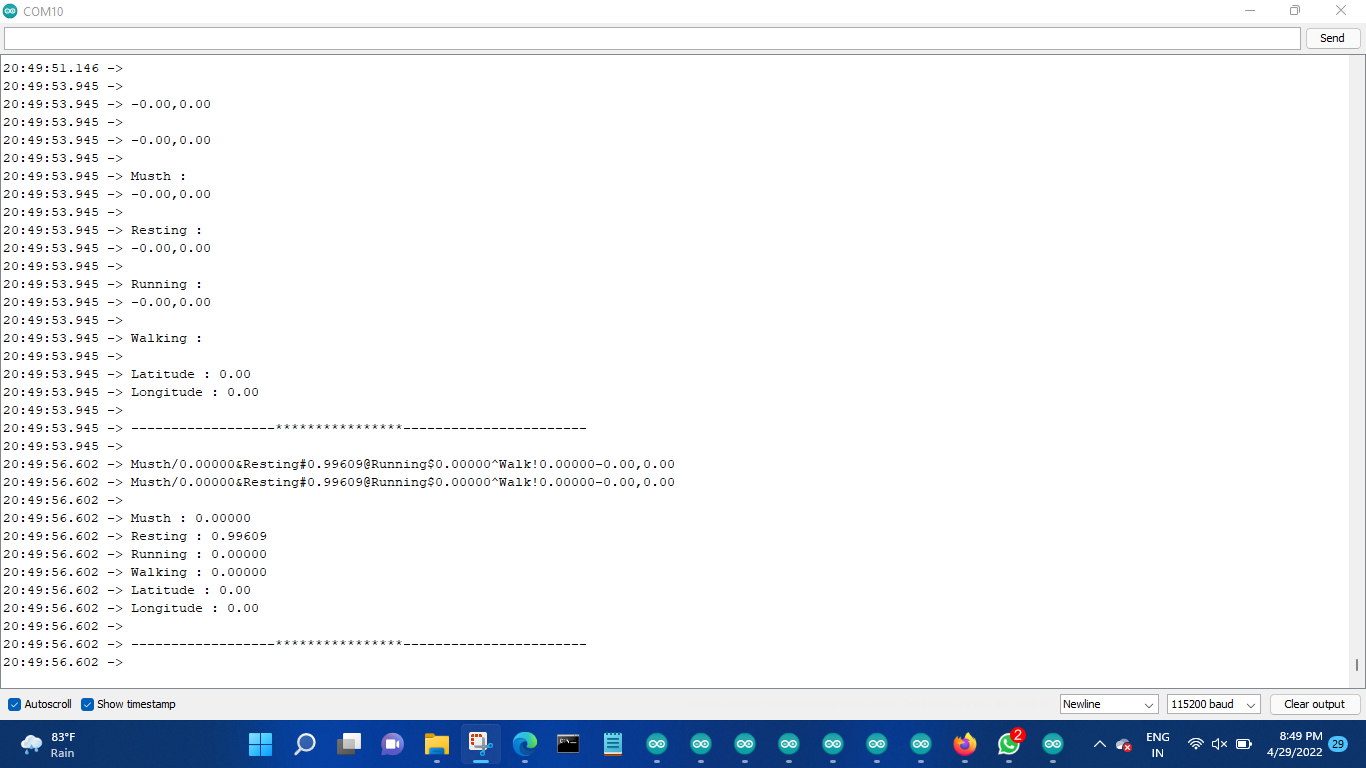 COM10
Send
20:49:51.146 ->
20:49:53.945 ->
20:49:53.945 -> -0.00,0.00
20:49:53.945 ->
20:49:53.945 -> -0.00,0.00
20:49:53.945 ->
20:49:53.945 -> Musth :
20:49:53.945 -> -0.00,0.00
20:49:53.945 ->
20:49:53.945 -> Resting :
20:49:53.945 -> -0.00,0.00
20:49:53.945 ->
20:49:53.945 -> Running :
20:49:53.945 -> -0.00,0.00
20:49:53.945 ->
20:49:53.945 -> Walking :
20:49:53.945 ->
20:49:53.945 -> Latitude : 0.00
20:49:53.945 -> Longitude : 0.00
20:49:53.945 ->
20:49:53.945 -> ------------------****************-----------------------
20:49:53.945 ->
20:49:56.602 -> Musth/0.00000&Resting#0.99609@Running$0.00000^Walk!0.00000-0.00,0.00
20:49:56.602 -> Musth/0.00000&Resting#0.99609@Running$0.00000^Walk!0.00000-0.00,0.00
20:49:56.602 ->
20:49:56.602 -> Musth : 0.00000
20:49:56.602 -> Resting : 0.99609
20:49:56.602 -> Running : 0.00000
20:49:56.602 -> Walking : 0.00000
20:49:56.602 -> Latitude : 0.00
20:49:56.602 -> Longitude : 0.00
20:49:56.602 ->
20:49:56.602 -> ------------------****************-----------------------
20:49:56.602 ->
Autoscroll Show timestamp Newline 115200 baud Clear output
83°F
Rain
2
ENG
IN
8:49 PM
4/29/2022
29